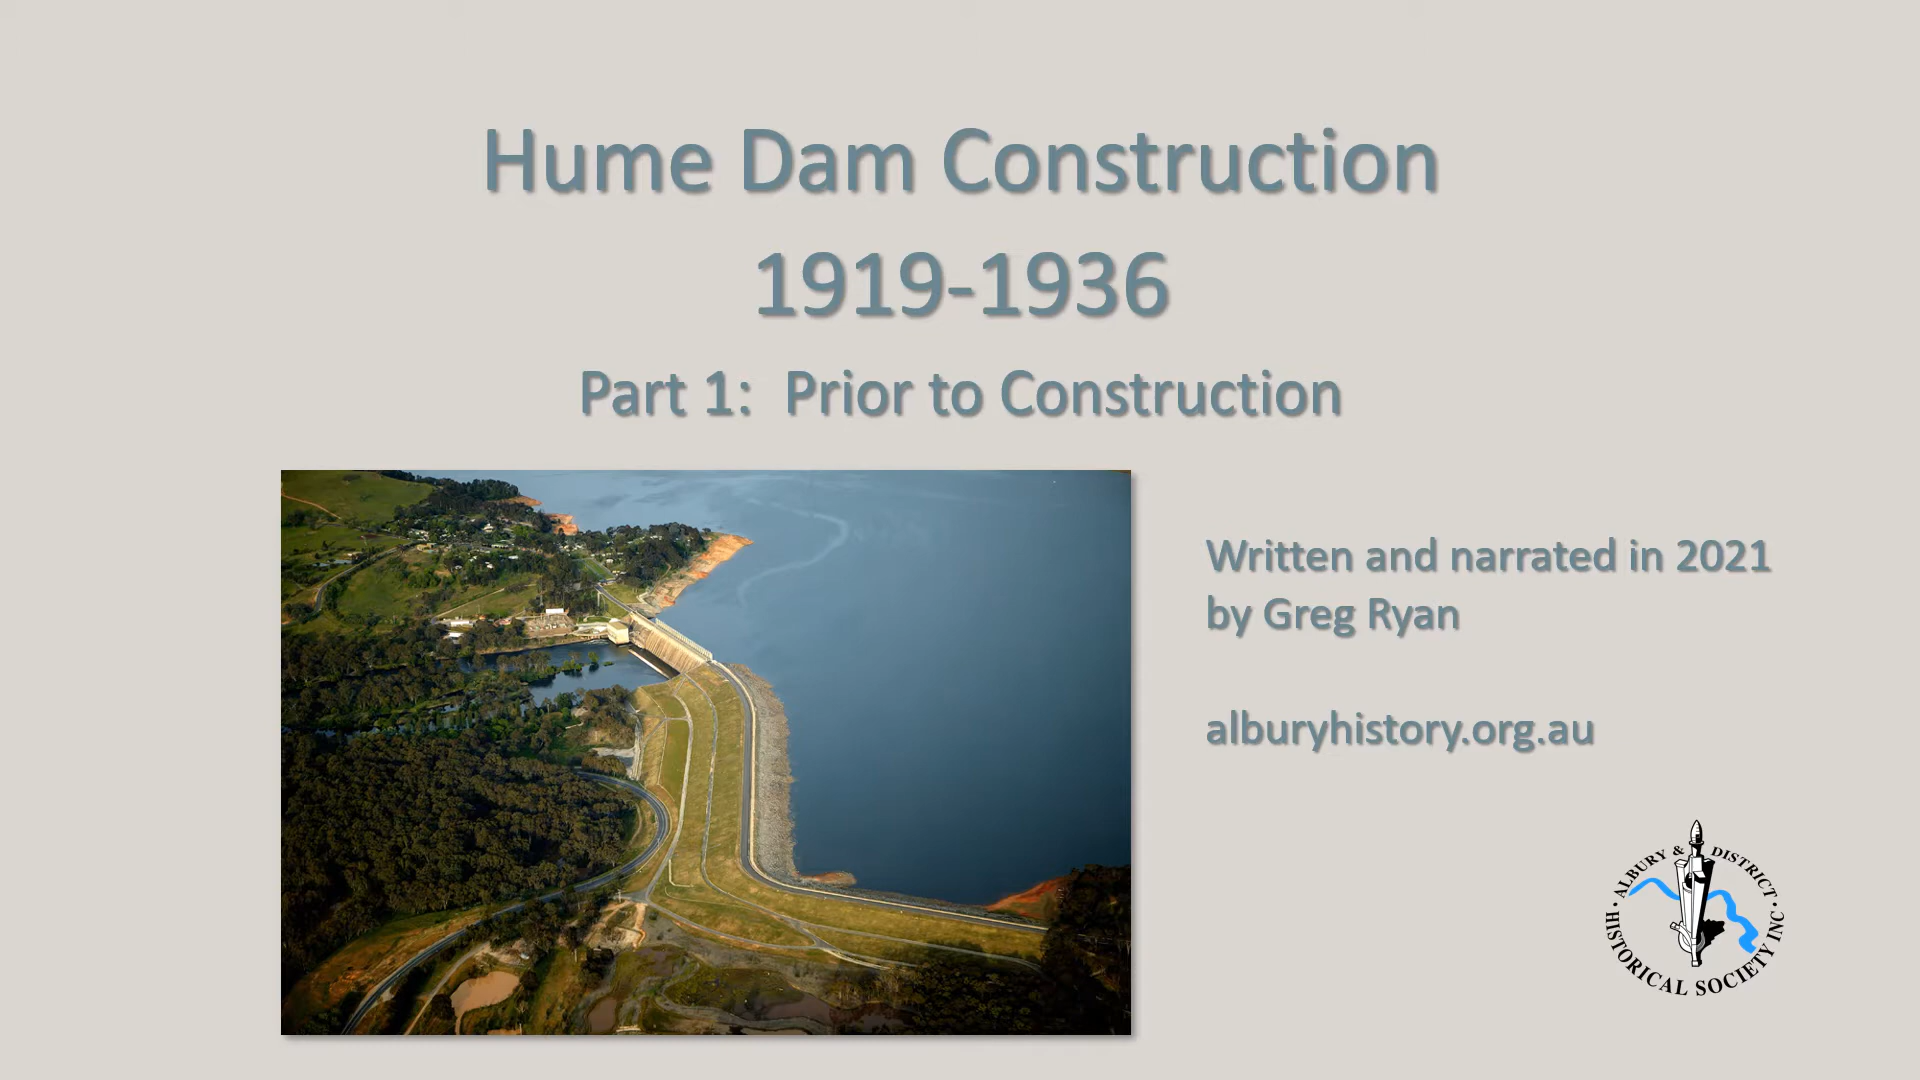 Hume Dam Construction
1919-1936
Part 1: Prior to Construction
Written and narrated in 2021
by Greg Ryan
alburyhistory.org.au
• ALBURY & DISTRICT •
HISTORICAL SOCIETY INC